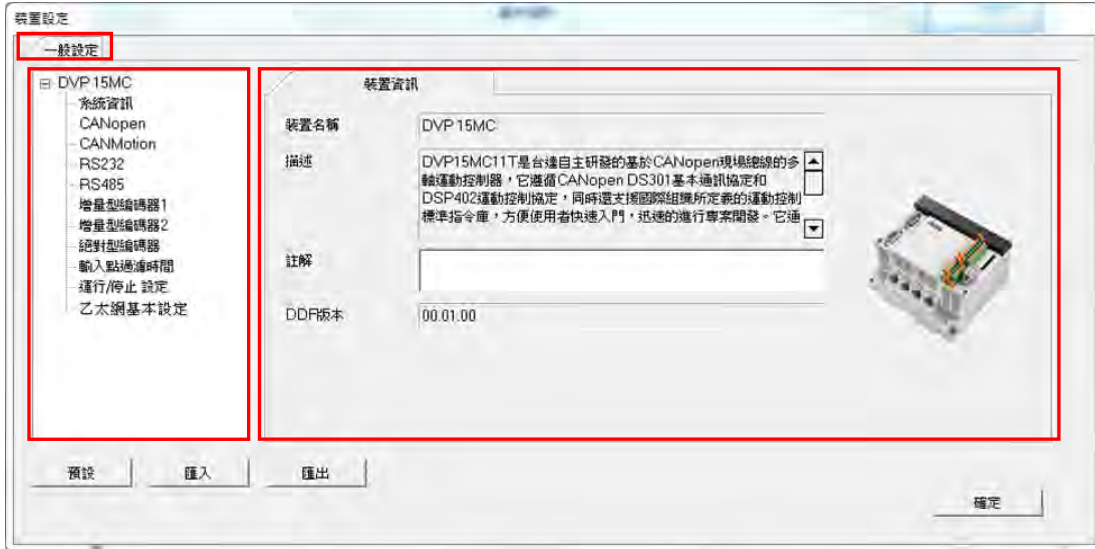 裝置設定
一般設定
DVP 15MC
系統資訊
CANopen
CANMotion
RS232
RS485
增量型編碼器1
增量型編碼器2
絕對型編碼器
輸入點過濾時間
運行/停止 設定
乙太網基本設定
裝置資訊
裝置名稱
DVP 15MC
描述
DVP15MC11T是台達自主研發的基於CANopen現場總線的多
軸運動控制器，它遵循CANopen DS301基本通訊協定和
DSP402運動控制協定，同時還支援國際組織所定義的運動控制
標準指令庫，方便使用者快速入門，迅速的進行專案開發。它通
註解
DDF版本
00.01.00
預設
匯入
匯出
確定